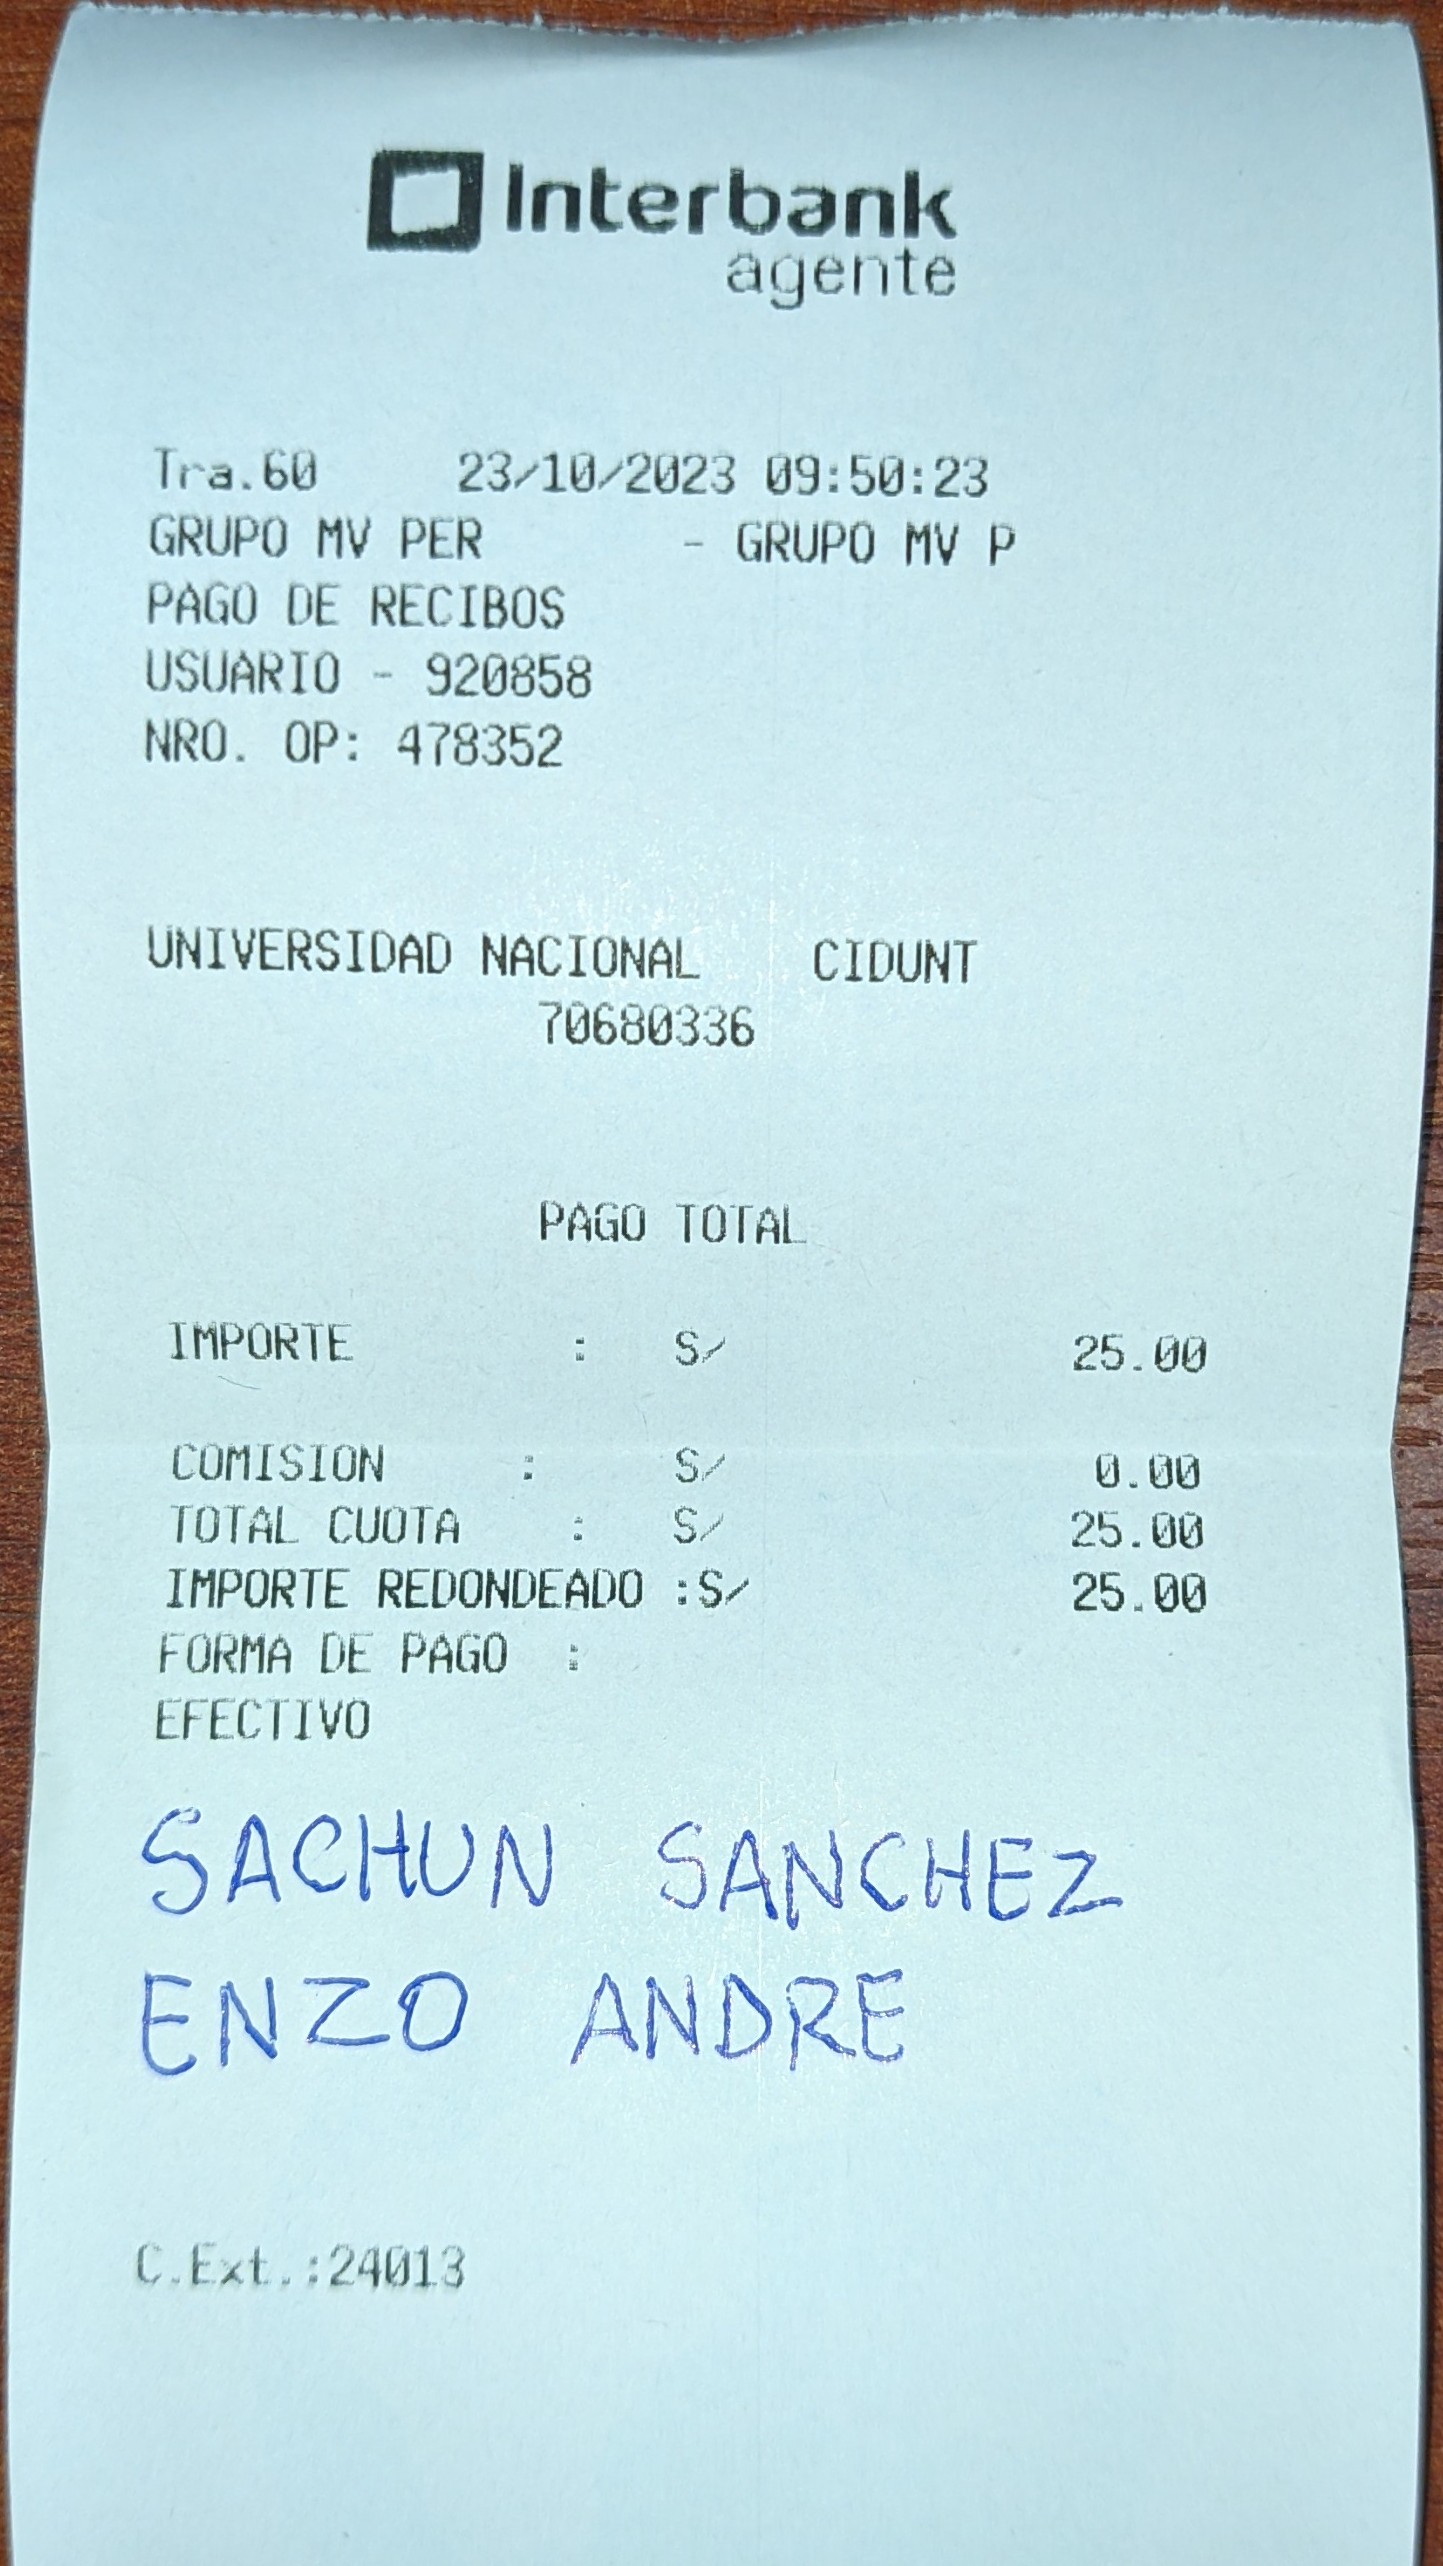 Interbank
agente
Tra.60 23/10/2023 09:50:23
GRUPO MV PER - GRUPO MV P
PAGO DE RECIBOS
USUARIO - 920858
NRO. OP: 478352
UNIVERSIDAD NACIONAL CIDUNT
70680336
PAGO TOTAL
IMPORTE : S/ 25.00
COMISION : S/ 0.00
TOTAL CUOTA : S/ 25.00
IMPORTE REDONDEADO :S/ 25.00
FORMA DE PAGO :
EFECTIVO
SACHUN SANCHEZ
ENZO ANDRE
C.Ext.:24013